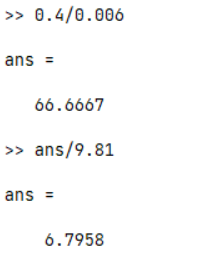 >> 0.4/0.006
ans =
66.6667
>> ans/9.81
ans =
6.7958